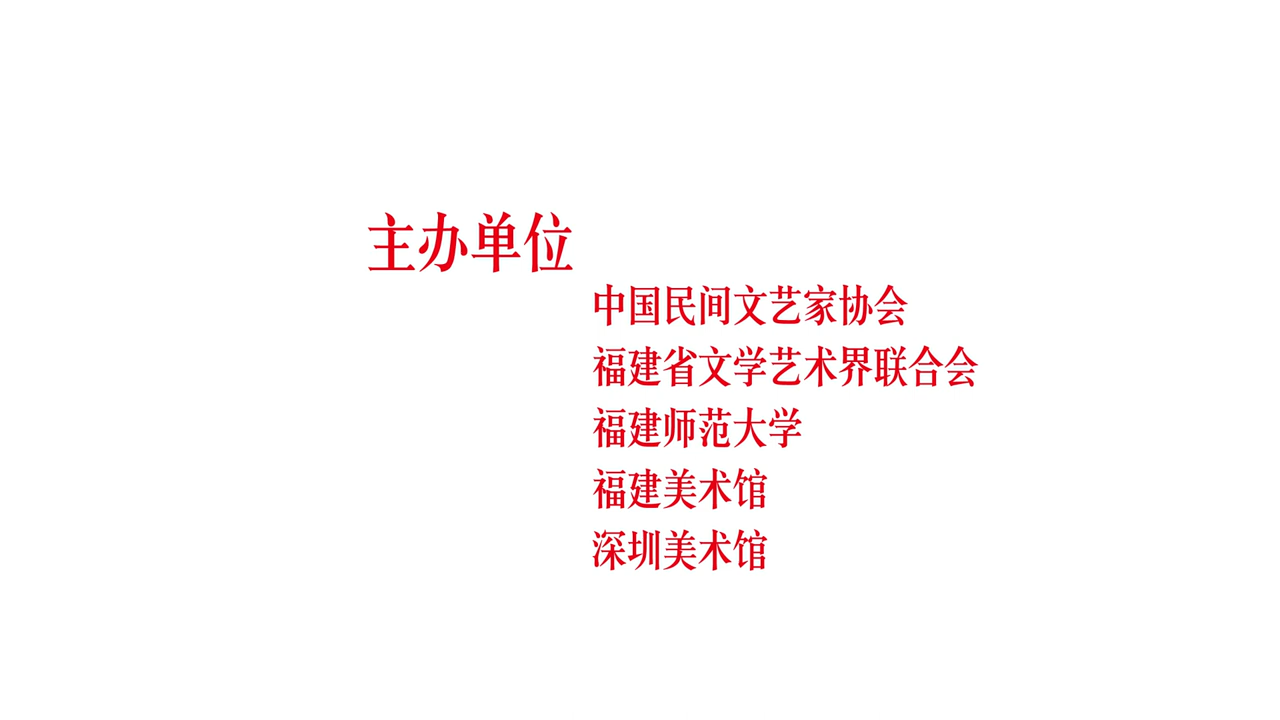 主办单位
中国民间文艺家协会
福建省文学艺术界联合会
福建师范大学
福建美术馆
深圳美术馆